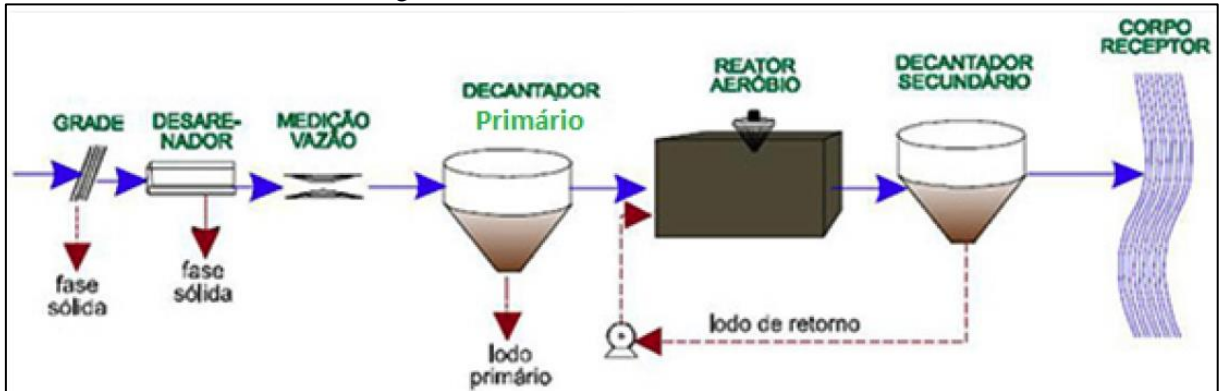 GRADE
fase
sólida
DESARE-
NADOR
fase
sólida
MEDIÇÃO
VAZÃO
DECANTADOR
Primário
lodo
primário
REATOR
AERÓBIO
DECANTADOR
SECUNDÁRIO
lodo de retorno
CORPO
RECEPTOR